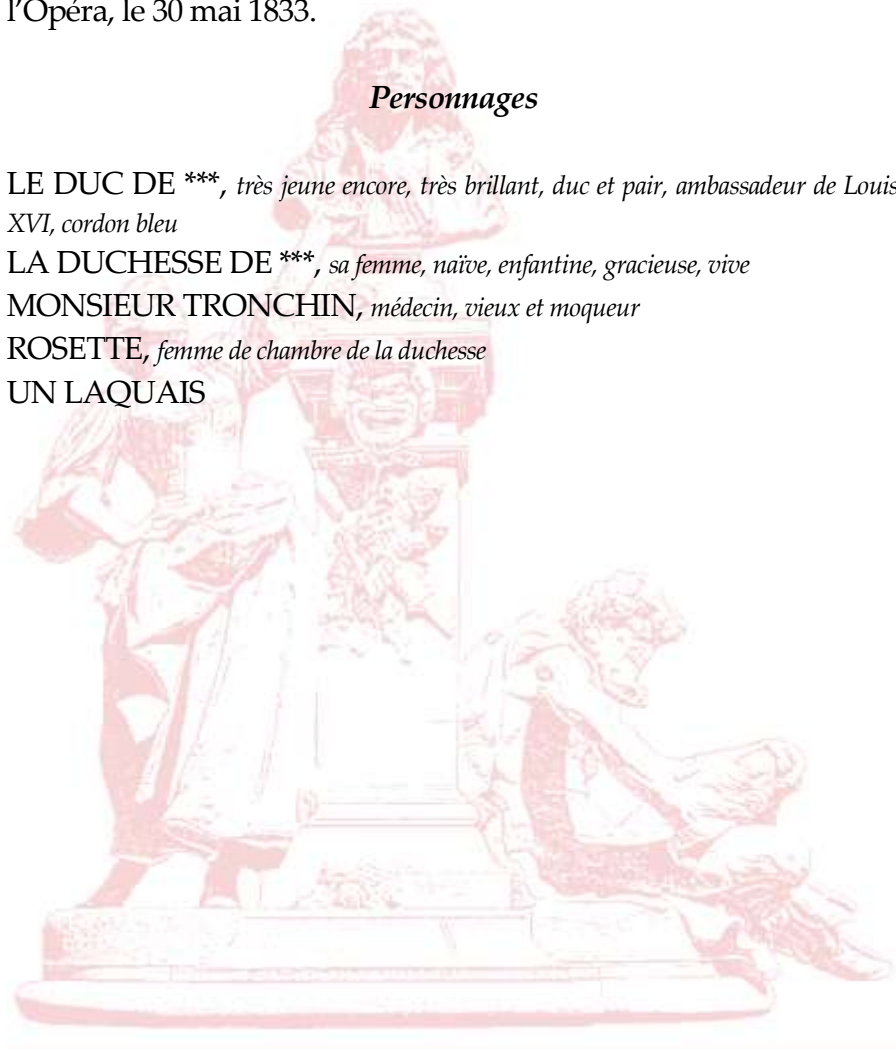 l’Opéra, le 30 mai 1833.
Personnages
LE DUC DE ***, très jeune encore, très brillant, duc et pair, ambassadeur de Louis
XVI, cordon bleu
LA DUCHESSE DE ***, sa femme, naïve, enfantine, gracieuse, vive
MONSIEUR TRONCHIN, médecin, vieux et moqueur
ROSETTE, femme de chambre de la duchesse
UN LAQUAIS